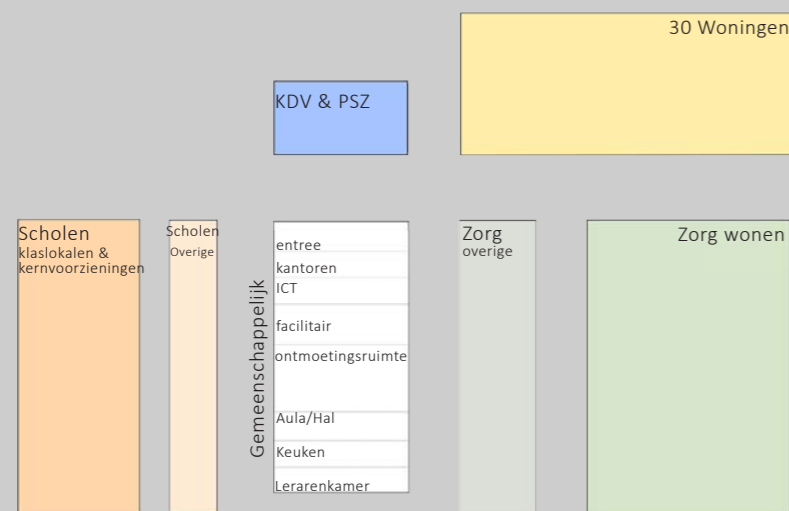 30 Woningen
KDV & PSZ
Scholen
klaslokalen &
kernvoorzieningen
Scholen
Overige
Gemeenschappelijk
entree
kantoren
ICT
facilitair
ontmoetingsruimte
Aula/Hal
Keuken
Lerarenkamer
Zorg
overige
Zorg wonen